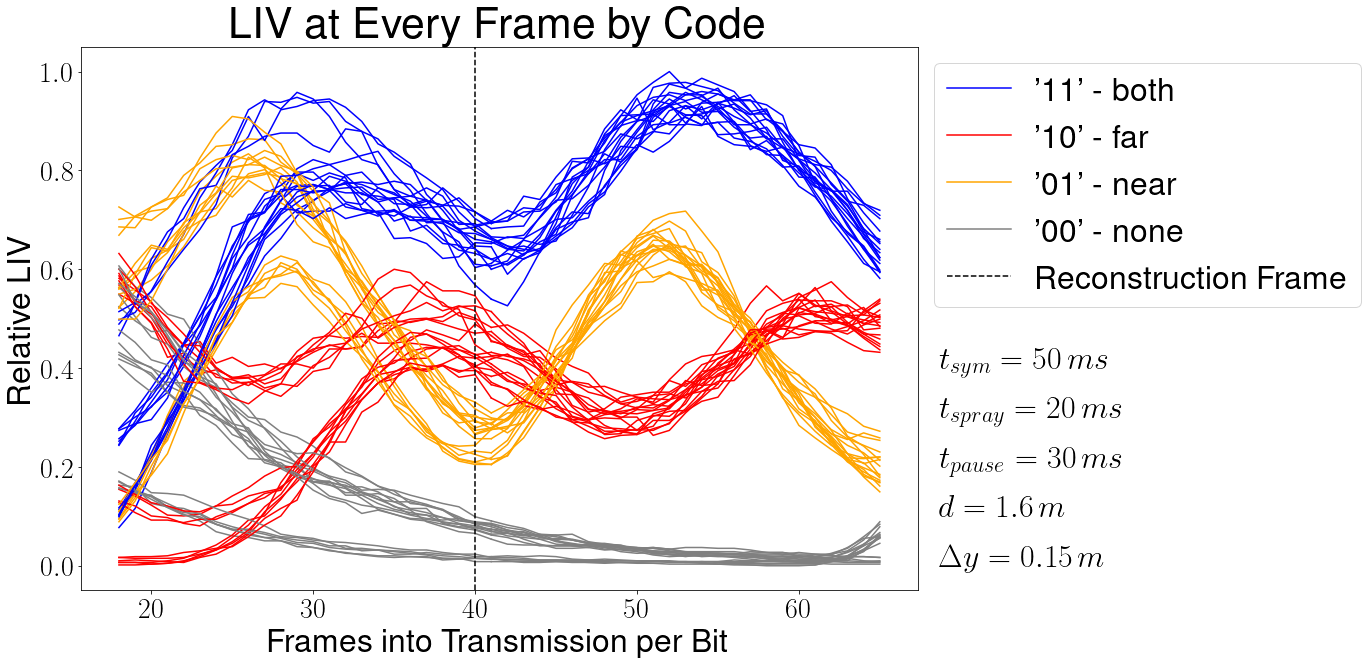 LIV at Every Frame by Code
Relative LIV
1.0
0.8
0.6
0.4
0.2
0.0
20 30 40 50 60
Frames into Transmission per Bit
’11’ - both
’10’ - far
’01’ - near
’00’ - none
Reconstruction Frame
t_{sym} = 50 ms
t_{spray} = 20 ms
t_{pause} = 30 ms
d = 1.6 m
Δy = 0.15 m